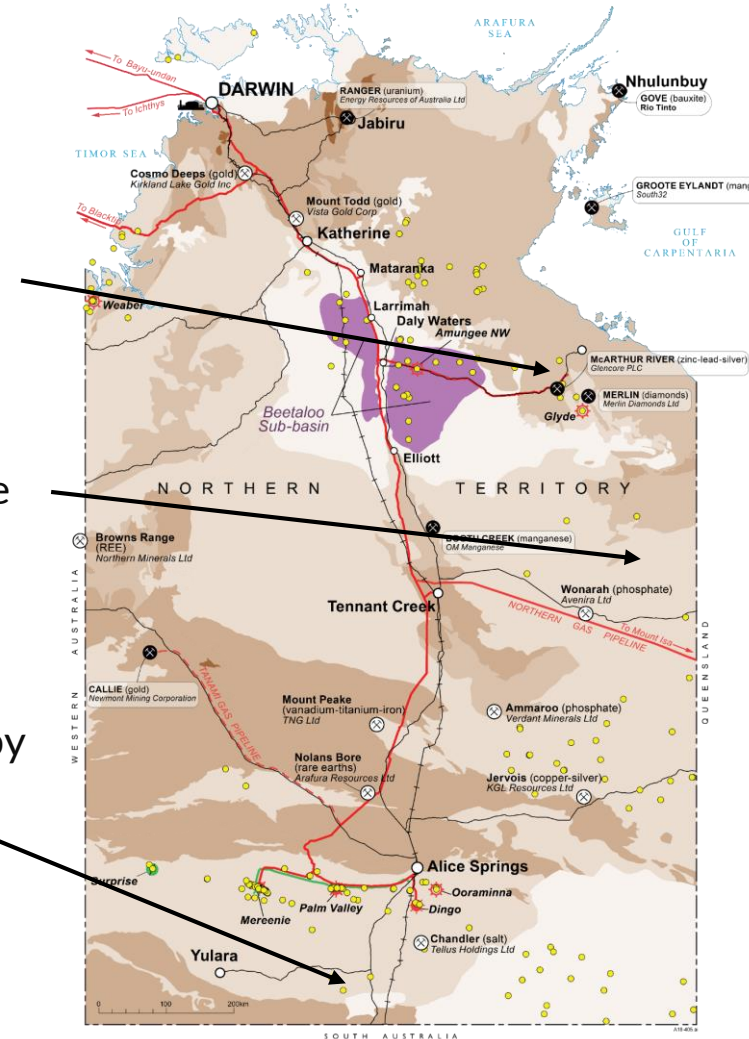 ARAFURA
SEA
To Bayu-undan
To Ichthys
DARWIN
RANGER (uranium)
Energy Resources of Australia Ltd
Jabiru
Nhulunbuy
GOVE (bauxite)
Rio Tinto
TIMOR SEA
Cosmo Deeps (gold)
Kirkland Lake Gold Inc
GROOTE EYLANDT (mang
South32
Mount Todd (gold)
Vista Gold Corp
To Blacktip
Katherine
GULF
OF
CARPENTARIA
Mataranka
Weaber
Larrimah
Daly Waters
Amungee NW
McARTHUR RIVER (zinc-lead-silver)
Glencore PLC
MERLIN (diamonds)
Merlin Diamonds Ltd
Glyde
Beetaloo
Sub-basin
Elliott
NORTHERN TERRITORY
e
Browns Range
(REE)
Northern Minerals Ltd
CREEK (manganese)
OM Manganese
Wonarah (phosphate)
Avenira Ltd
Tennant Creek
NORTHERN GAS PIPELINE
To Mount Isa
WESTERN AUSTRALIA
QUEENSLAND
CALLIE (gold)
Newmont Mining Corporation
TANAMI GAS PIPELINE
Mount Peake
(vanadium-titanium-iron)
TNG Ltd
Ammaroo (phosphate)
Verdant Minerals Ltd
by
Nolans Bore
(rare earths)
Arafura Resources Ltd
Jervois (copper-silver)
KGL Resources Ltd
Alice Springs
Surprise
Mereenie
Palm Valley
Ooraminna
Dingo
Chandler (salt)
Tellus Holdings Ltd
Yulara
0 100 200km
SOUTH AUSTRALIA